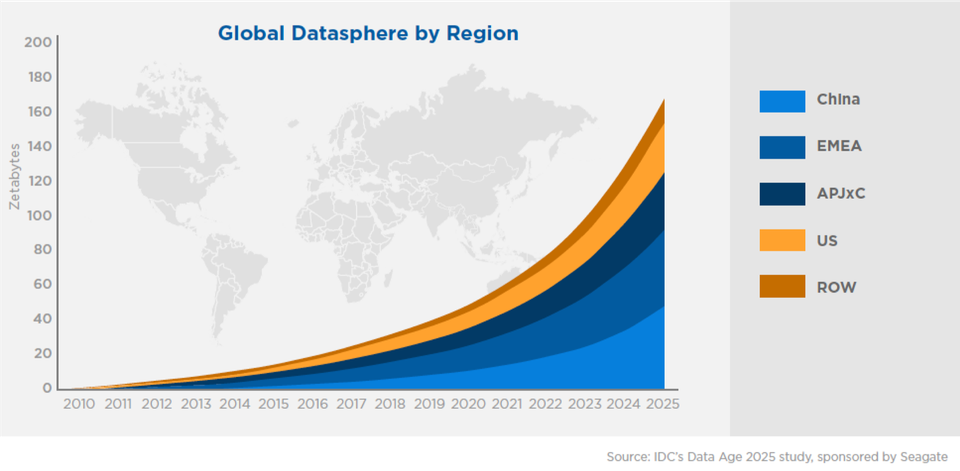 Global Datasphere by Region
Zetabytes
200
180
160
140
120
100
80
60
40
20
0
2010 2011 2012 2013 2014 2015 2016 2017 2018 2019 2020 2021 2022 2023 2024 2025
China
EMEA
APJxC
US
ROW
Source: IDC's Data Age 2025 study, sponsored by Seagate